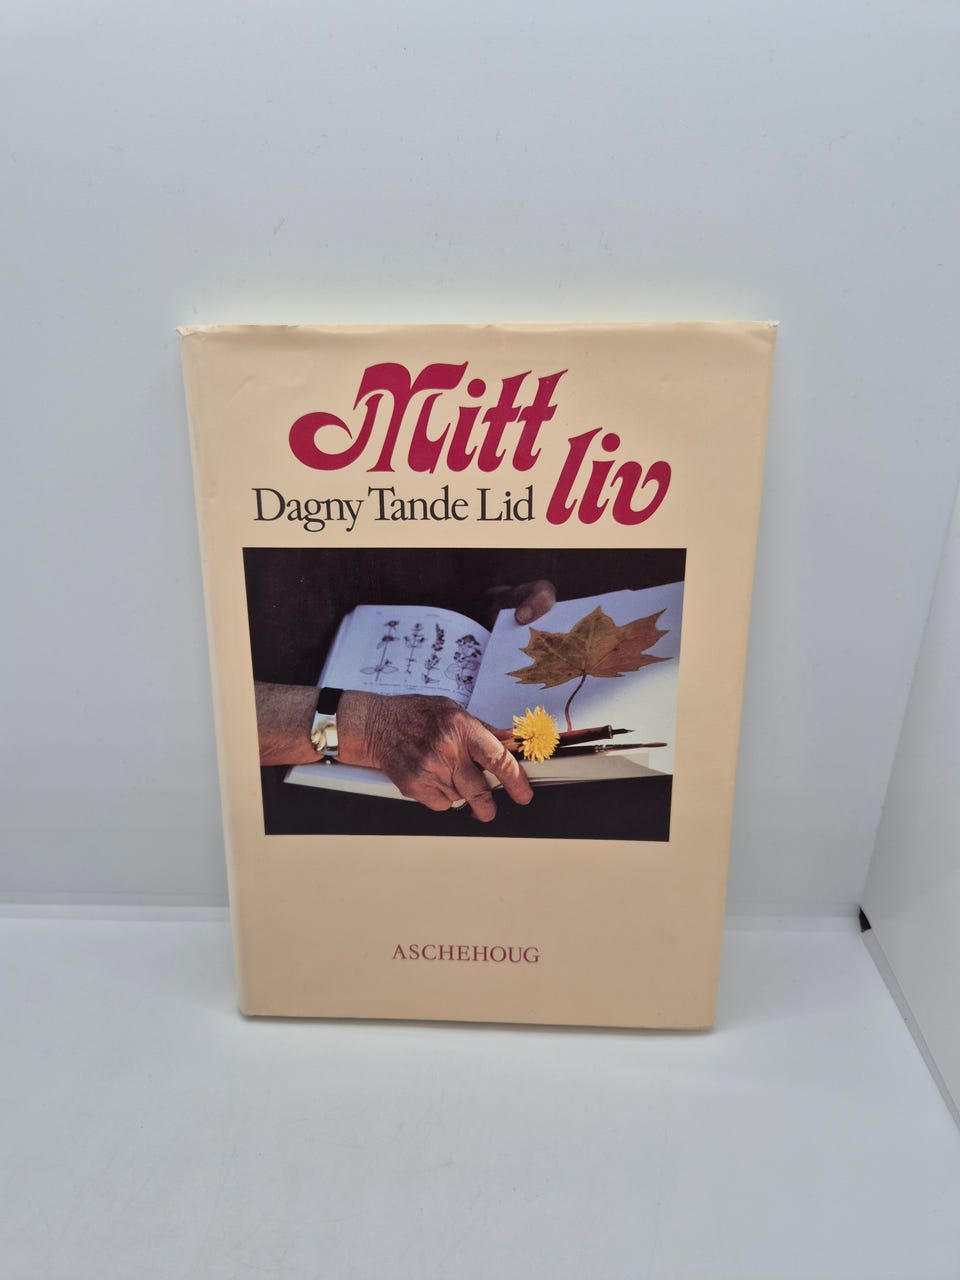 Mitt
liv
Dagny Tande Lid
ASCHEHOUG